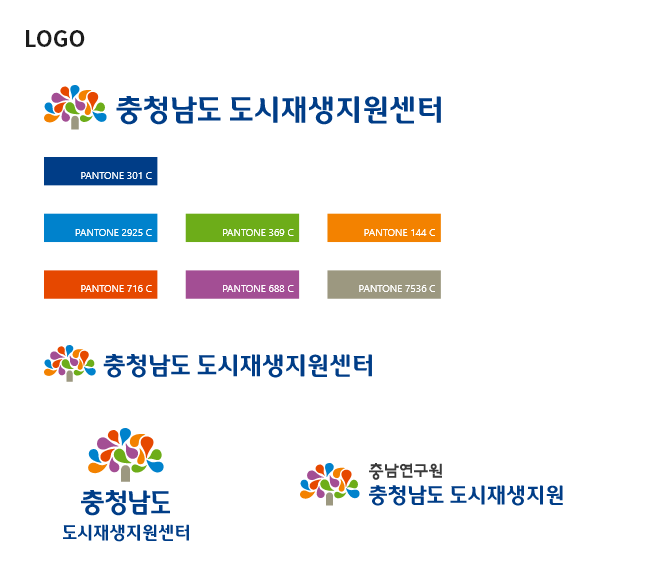 LOGO
충청남도 도시재생지원센터
PANTONE 301 C
PANTONE 2925 C
PANTONE 369 C
PANTONE 144 C
PANTONE 716 C
PANTONE 688 C
PANTONE 7536 C
충청남도 도시재생지원센터
충청남도
도시재생지원센터
충남연구원
충청남도 도시재생지원